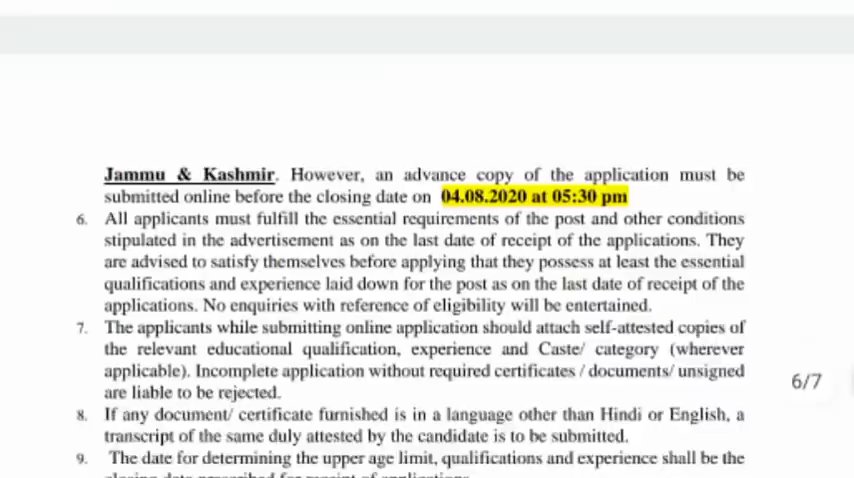 Jammu & Kashmir. However, an advance copy of the application must be
submitted online before the closing date on 04.08.2020 at 05:30 pm
6. All applicants must fulfill the essential requirements of the post and other conditions
stipulated in the advertisement as on the last date of receipt of the applications. They
are advised to satisfy themselves before applying that they possess at least the essential
qualifications and experience laid down for the post as on the last date of receipt of the
applications. No enquiries with reference of eligibility will be entertained.
7. The applicants while submitting online application should attach self-attested copies of
the relevant educational qualification, experience and Caste/ category (wherever
applicable). Incomplete application without required certificates / documents/ unsigned
are liable to be rejected.
6/7
8. If any document/ certificate furnished is in a language other than Hindi or English, a
transcript of the same duly attested by the candidate is to be submitted.
9. The date for determining the upper age limit, qualifications and experience shall be the
closing date prescribed for receipt of applications.